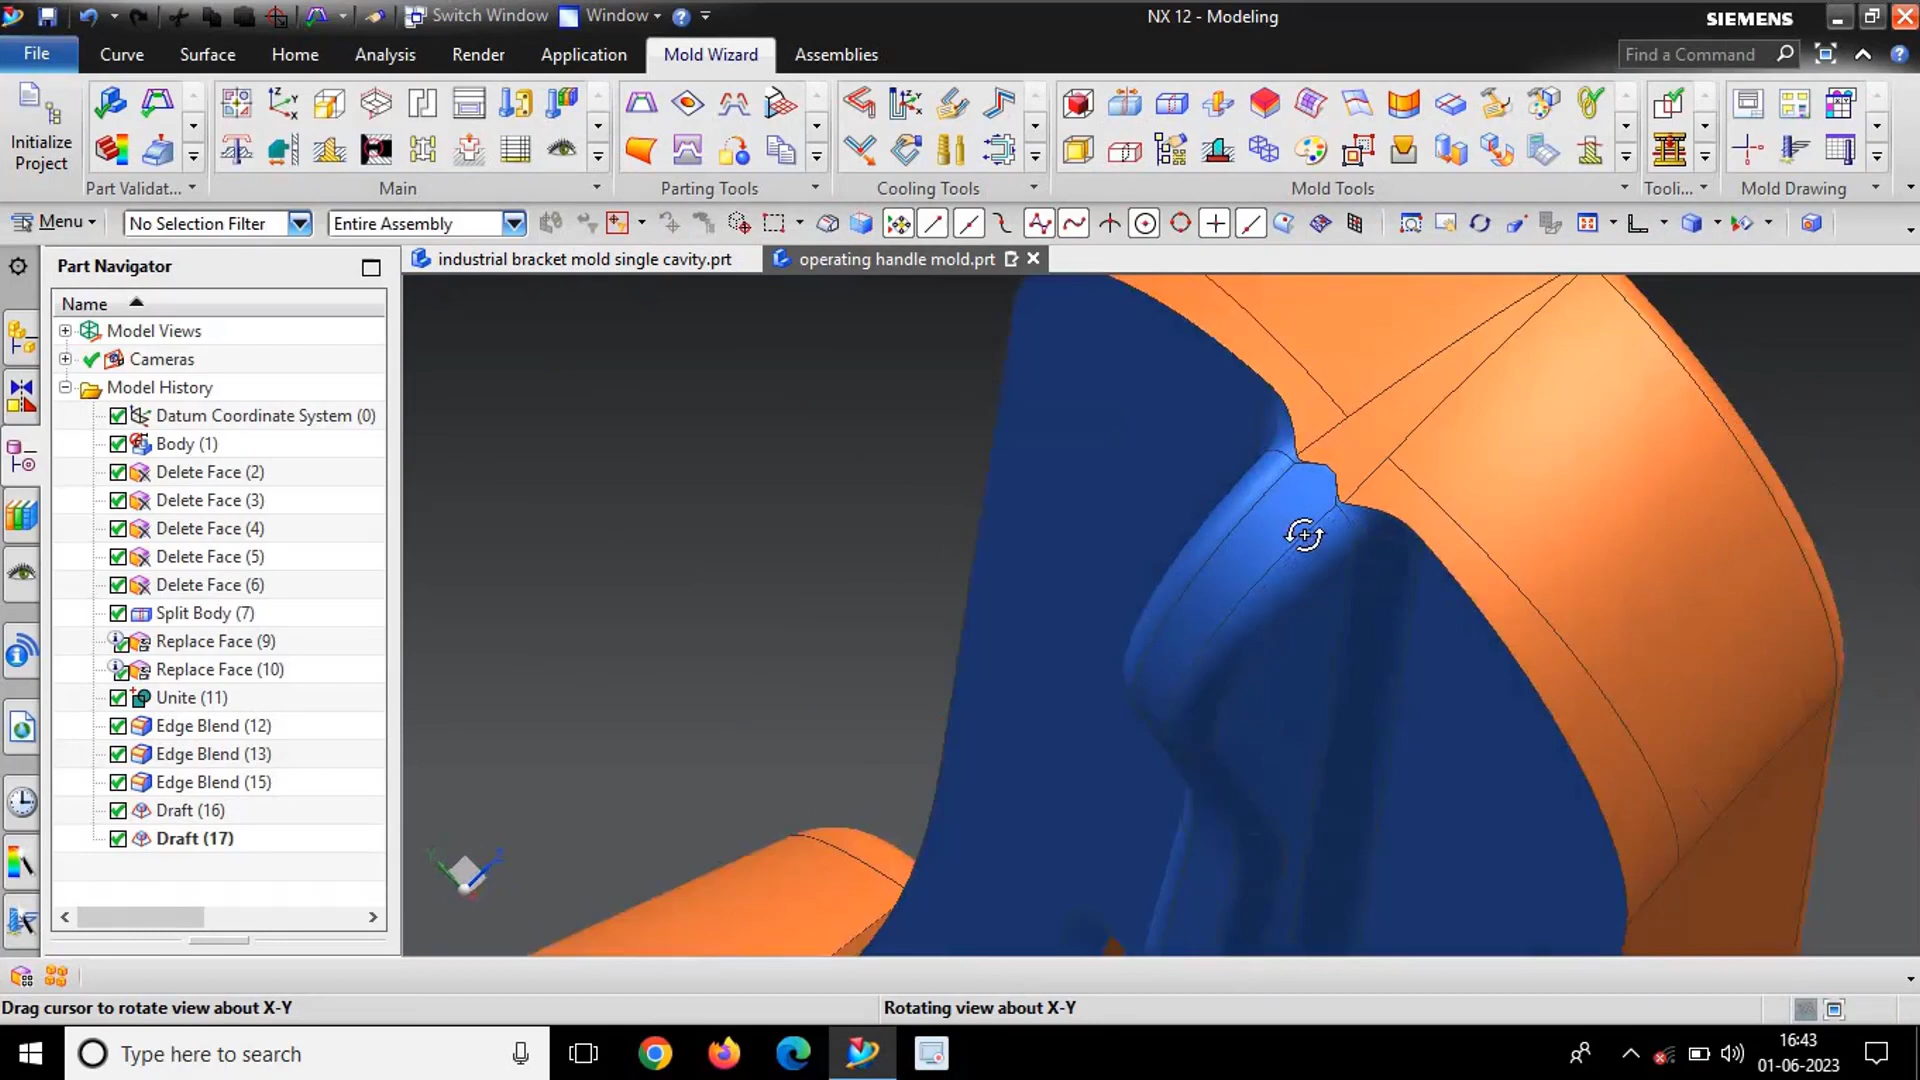 Switch Window
Window
NX 12 - Modeling
SIEMENS
File
Curve
Surface
Home
Analysis
Render
Application
Mold Wizard
Assemblies
Find a Command
Initialize
Project
Part Validat...
Main
Parting Tools
Cooling Tools
Mold Tools
Tooli...
Mold Drawing
Menu
No Selection Filter
Entire Assembly
Part Navigator
industrial bracket mold single cavity.prt
operating handle mold.prt
Name
Model Views
Cameras
Model History
Datum Coordinate System (0)
Body (1)
Delete Face (2)
Delete Face (3)
Delete Face (4)
Delete Face (5)
Delete Face (6)
Split Body (7)
Replace Face (9)
Replace Face (10)
Unite (11)
Edge Blend (12)
Edge Blend (13)
Edge Blend (15)
Draft (16)
Draft (17)
Drag cursor to rotate view about X-Y
Rotating view about X-Y
Type here to search
16:43
01-06-2023